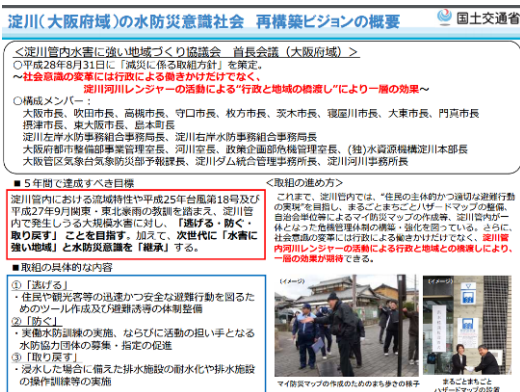 淀川(大阪府域)の水防災意識社会 再構築ビジョンの概要
国土交通省
<淀川管内水害に強い地域づくり協議会 首長会議(大阪府域)>
○平成28年8月31日に「減災に係る取組方針」を策定。
～社会意識の変革には行政による働きかけだけでなく、
淀川河川レンジャーの活動による“行政と地域の橋渡し”により一層の効果～
○構成メンバー:
大阪市長、吹田市長、高槻市長、守口市長、枚方市長、茨木市長、寝屋川市長、大東市長、門真市長
摂津市長、東大阪市長、島本町長
淀川左岸水防事務組合事務局長、淀川右岸水防事務組合事務局長
大阪府都市整備部事業管理室長、河川室長、政策企画部危機管理室長、(独)水資源機構淀川本部長
大阪管区気象台気象防災部予報課長、淀川ダム統合管理事務所長、淀川河川事務所長
■5年間で達成すべき目標
淀川管内における流域特性や平成25年台風第18号及び
平成27年9月関東・東北豪雨の教訓を踏まえ、淀川管
内で発生しうる大規模水害に対し、「逃げる・防ぐ・
取り戻す」ことを目指す。加えて、次世代に「水害に
強い地域」と水防災意識を「継承」する。
■取組の具体的な内容
①「逃げる」
・住民や観光客等の迅速かつ安全な避難行動を図るた
めのツール作成及び避難誘導の体制整備
②「防ぐ」
・実働水防訓練の実施、ならびに活動の担い手となる
水防協力団体の募集・指定の促進
③「取り戻す」
・浸水した場合に備えた排水施設の耐水化や排水施設
の操作訓練等の実施
<取組の進め方>
これまで、淀川管内では、“住民の主体的かつ適切な避難行動
の実現”を目指し、まるごとまちごとハザードマップの整備、
自治会単位等によるマイ防災マップの作成等、淀川管内が一
体となった危機管理体制の構築・強化を図っている。さらに、
社会意識の変革には行政による働きかけだけでなく、淀川管
内河川レンジャーの活動による行政と地域との橋渡しにより、
一層の効果が期待できる。
(イメージ)
(イメージ)
マイ防災マップの作成のためのまち歩きの様子
まるごとまちごと
ハザードマップの設置